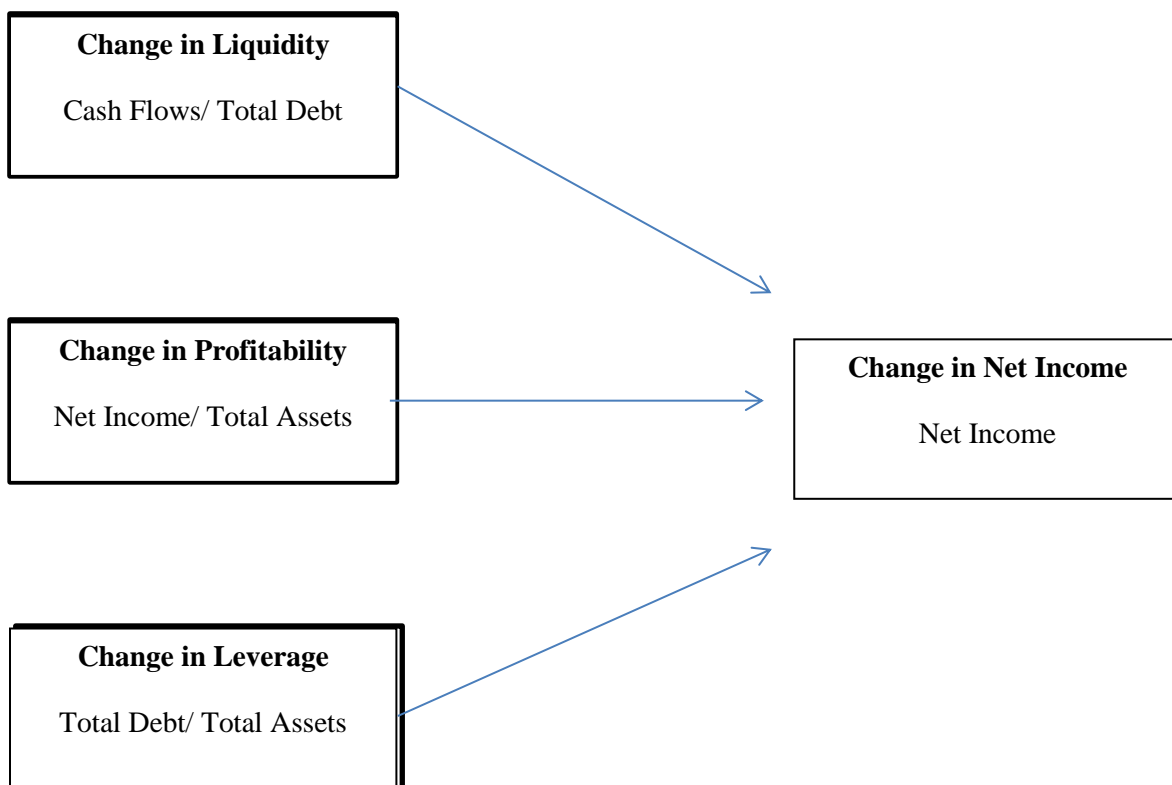 Change in Liquidity
Cash Flows/ Total Debt
Change in Profitability
Net Income/ Total Assets
Change in Net Income
Net Income
Change in Leverage
Total Debt/ Total Assets